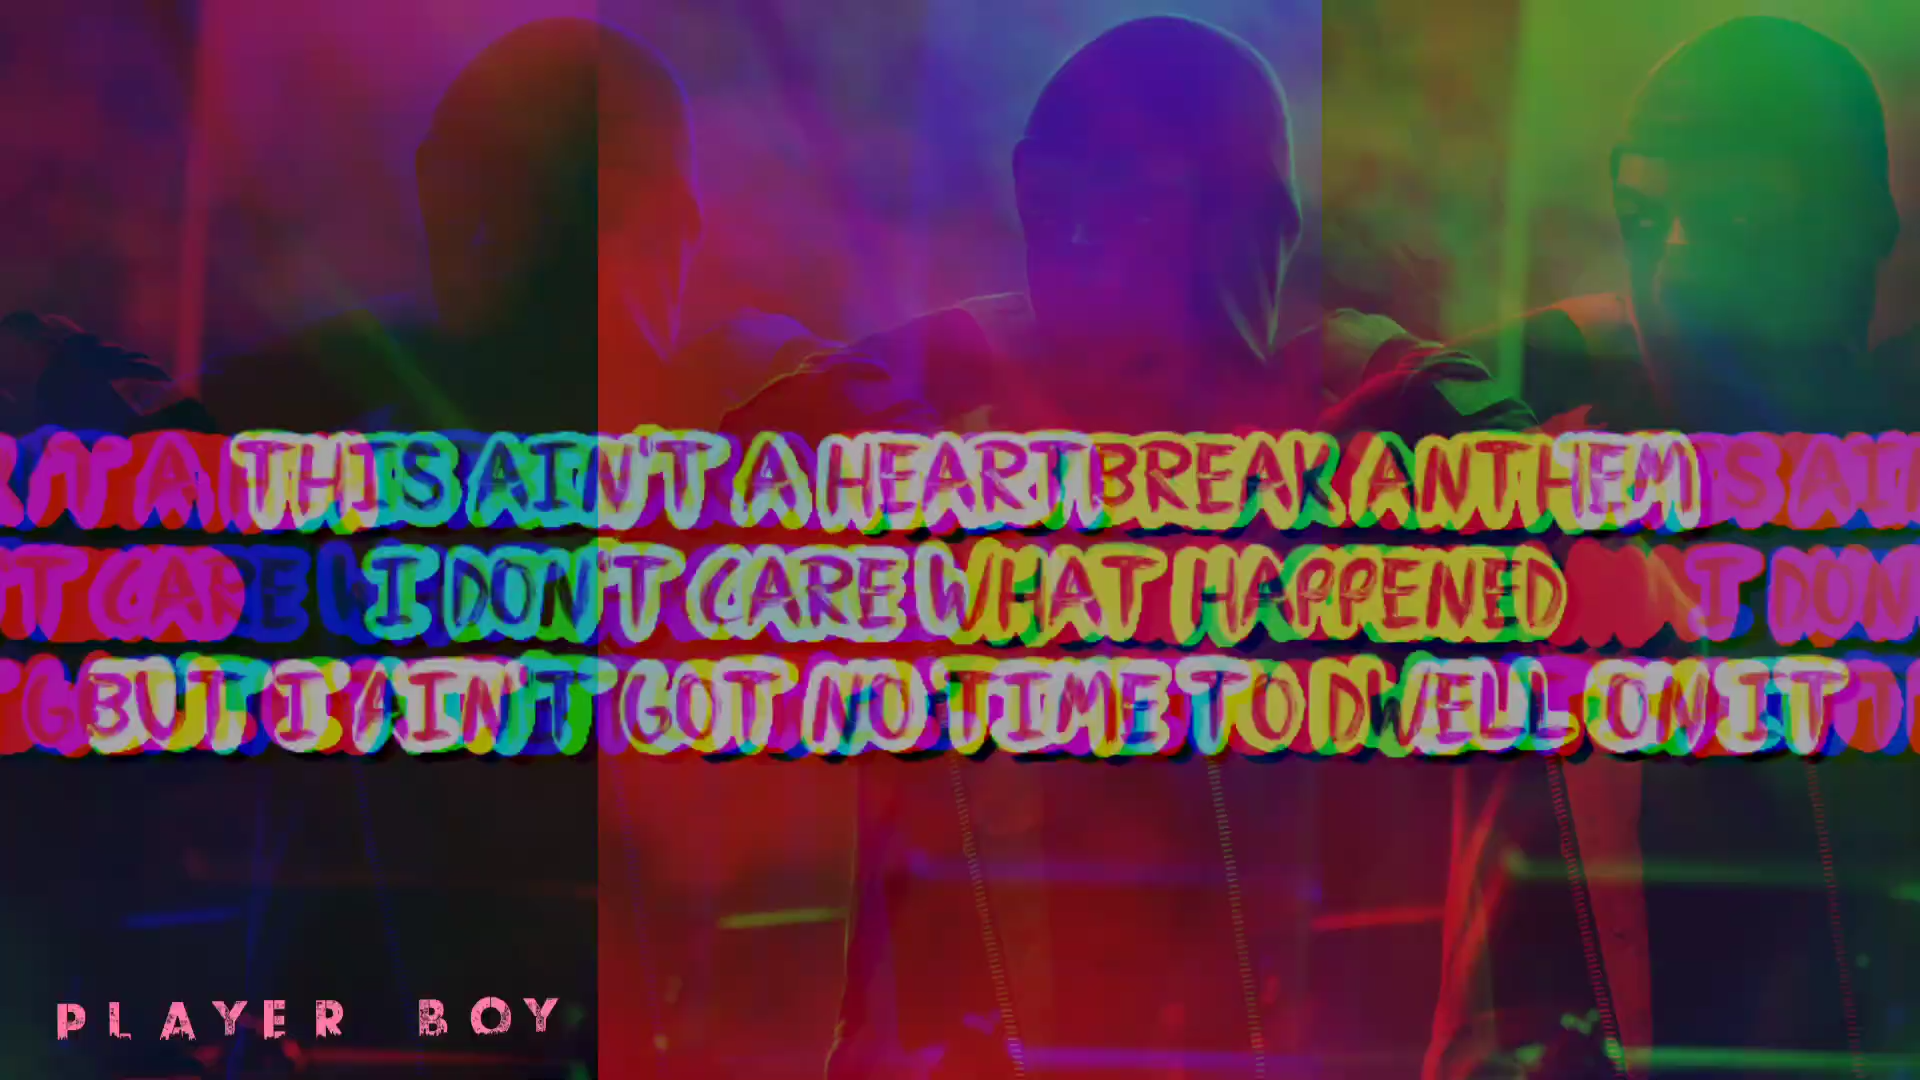 THIS AIN'T A HEARTBREAK ANTHEM
I DON'T CARE WHAT HAPPENED
BUT I AIN'T GOT NO TIME TO DWELL ON IT
PLAYER BOY